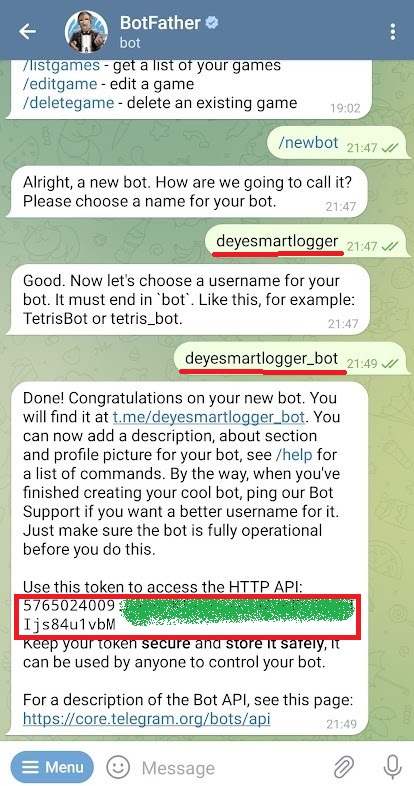 BotFather
bot
/listgames - get a list of your games
/editgame - edit a game
/deletegame - delete an existing game
19:02
/newbot
21:47
Alright, a new bot. How are we going to call it?
Please choose a name for your bot.
21:47
deyesmartlogger
21:47
Good. Now let's choose a username for your
bot. It must end in `bot`. Like this, for example:
TetrisBot or tetris_bot.
21:47
deyesmartlogger_bot
21:49
Done! Congratulations on your new bot. You
will find it at t.me/deyesmartlogger_bot. You
can now add a description, about section
and profile picture for your bot, see /help for
a list of commands. By the way, when you've
finished creating your cool bot, ping our Bot
Support if you want a better username for it.
Just make sure the bot is fully operational
before you do this.
Use this token to access the HTTP API:
5765024009
Ijs84u1vbM
Keep your token secure and store it safely, it
can be used by anyone to control your bot.
For a description of the Bot API, see this page:
https://core.telegram.org/bots/api
21:49
Menu
Message